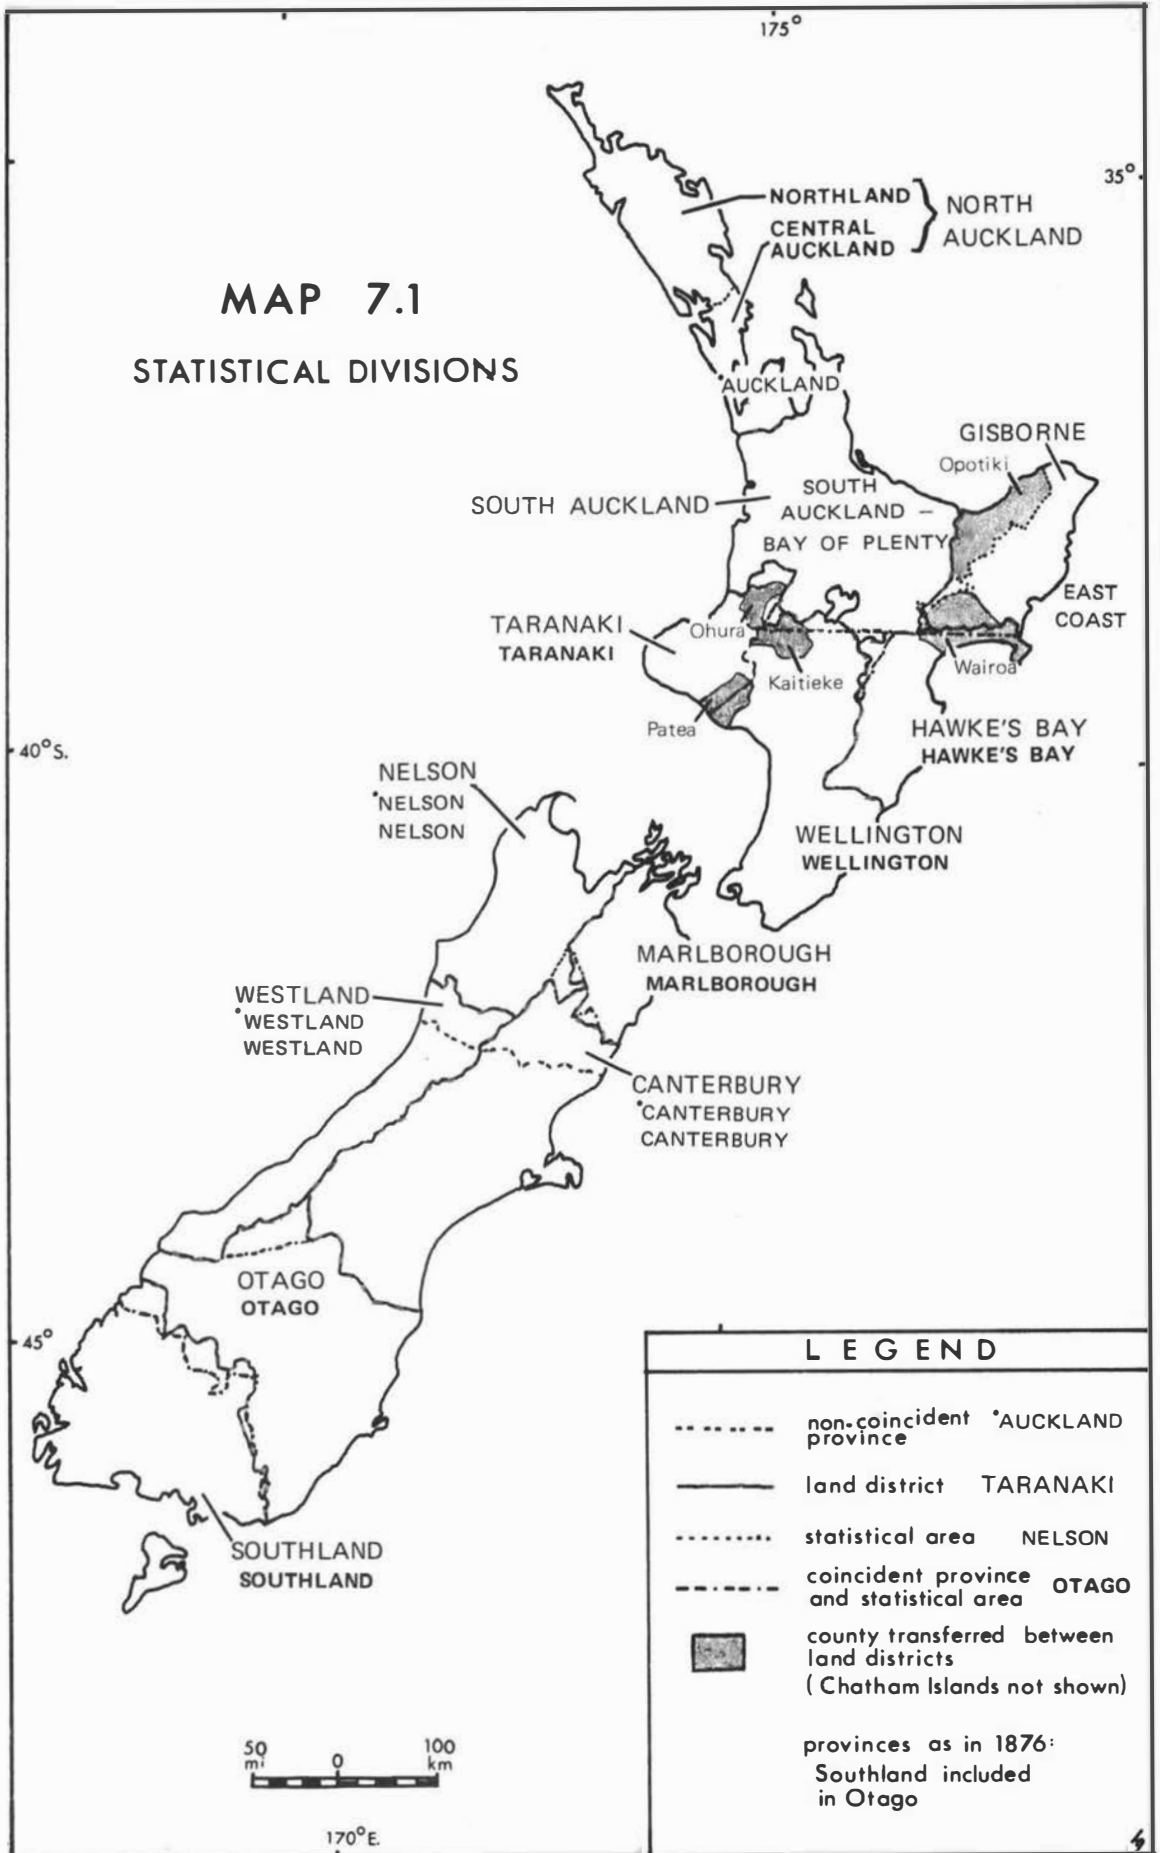 175°
35°
NORTHLAND
NORTH
CENTRAL
AUCKLAND
AUCKLAND
MAP 7.1
STATISTICAL DIVISIONS
•AUCKLAND
GISBORNE
Opotiki
SOUTH AUCKLAND
SOUTH
AUCKLAND –
BAY OF PLENTY
EAST
COAST
TARANAKI
TARANAKI
Ohura
Wairoa
Kaitieke
Patea
HAWKE'S BAY
HAWKE'S BAY
40°S.
NELSON
•NELSON
NELSON
WELLINGTON
WELLINGTON
MARLBOROUGH
MARLBOROUGH
WESTLAND
•WESTLAND
WESTLAND
CANTERBURY
•CANTERBURY
CANTERBURY
OTAGO
OTAGO
45°
SOUTHLAND
SOUTHLAND
LEGEND
non-coincident •AUCKLAND
province
land district TARANAKI
statistical area NELSON
coincident province OTAGO
and statistical area
county transferred between
land districts
(Chatham Islands not shown)
provinces as in 1876:
Southland included
in Otago
50 0 100
mi km
170°E.